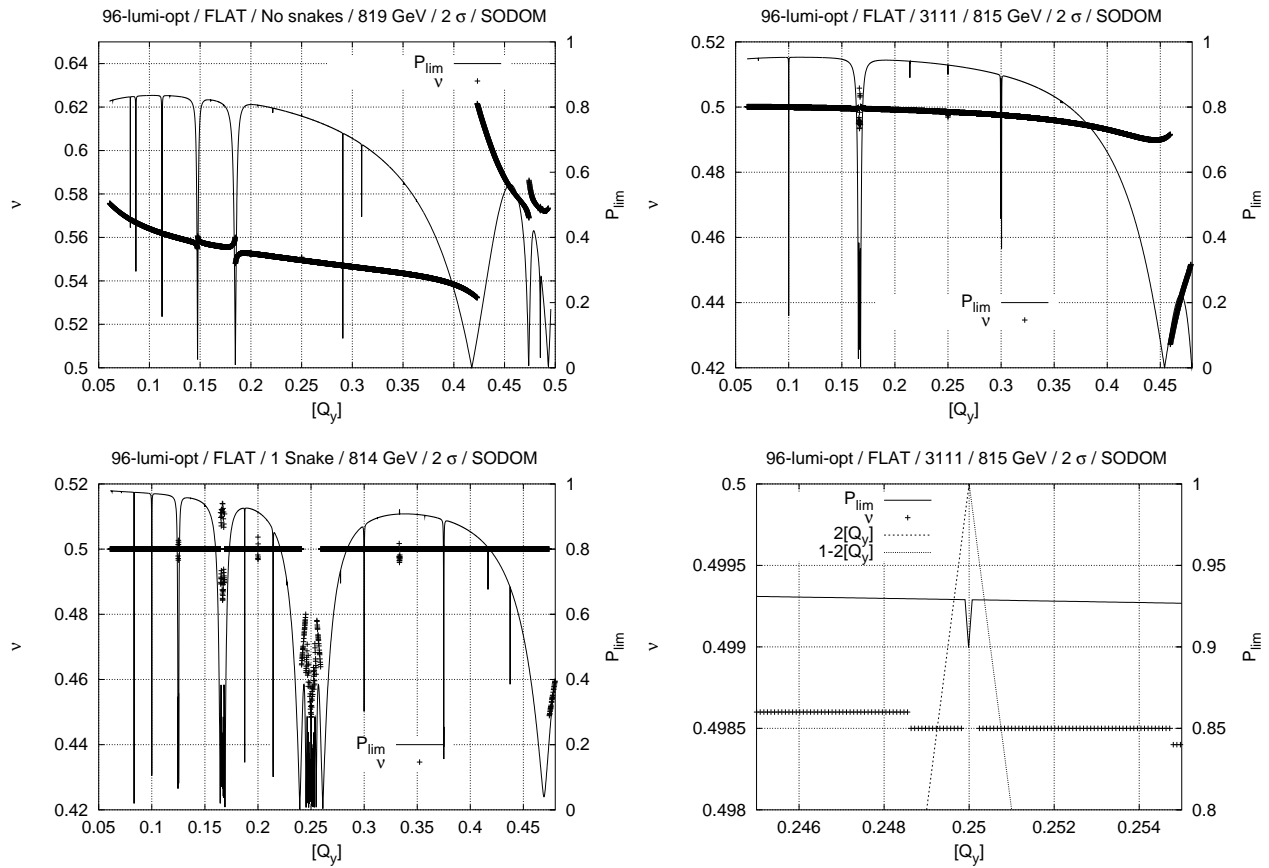 96-lumi-opt / FLAT / No snakes / 819 GeV / 2 σ / SODOM
P_lim
ν
0.64
0.62
0.6
0.58
0.56
0.54
0.52
0.5
ν
1
0.8
0.6
0.4
0.2
0
P_lim
0.05 0.1 0.15 0.2 0.25 0.3 0.35 0.4 0.45 0.5
[Q_y]
96-lumi-opt / FLAT / 3111 / 815 GeV / 2 σ / SODOM
0.52
0.5
0.48
0.46
0.44
0.42
ν
P_lim
ν
1
0.8
0.6
0.4
0.2
0
P_lim
0.05 0.1 0.15 0.2 0.25 0.3 0.35 0.4 0.45
[Q_y]
96-lumi-opt / FLAT / 1 Snake / 814 GeV / 2 σ / SODOM
0.52
0.5
0.48
0.46
0.44
0.42
ν
P_lim
ν
1
0.8
0.6
0.4
0.2
0
P_lim
0.05 0.1 0.15 0.2 0.25 0.3 0.35 0.4 0.45
[Q_y]
96-lumi-opt / FLAT / 3111 / 815 GeV / 2 σ / SODOM
P_lim
ν
2[Q_y]
1-2[Q_y]
0.5
0.4995
0.499
0.4985
0.498
ν
1
0.95
0.9
0.85
0.8
P_lim
0.246 0.248 0.25 0.252 0.254
[Q_y]